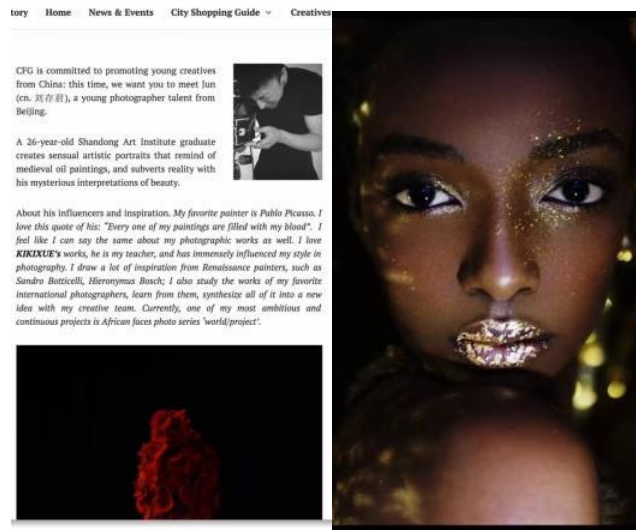 tory Home News & Events City Shopping Guide Creatives
CFG is committed to promoting young creatives
from China: this time, we want you to meet Jun
(cn. 刘存君), a young photographer talent from
Beijing.
A 26-year-old Shandong Art Institute graduate
creates sensual artistic portraits that remind of
medieval oil paintings, and subverts reality with
his mysterious interpretations of beauty.
About his influencers and inspiration. My favorite painter is Pablo Picasso. I
love this quote of his: "Every one of my paintings are filled with my blood". I
feel like I can say the same about my photographic works as well. I love
KIKIXUE's works, he is my teacher, and has immensely influenced my style in
photography. I draw a lot of inspiration from Renaissance painters, such as
Sandro Botticelli, Hieronymus Bosch; I also study the works of my favorite
international photographers, learn from them, synthesize all of it into a new
idea with my creative team. Currently, one of my most ambitious and
continuous projects is African faces photo series 'world/project'.